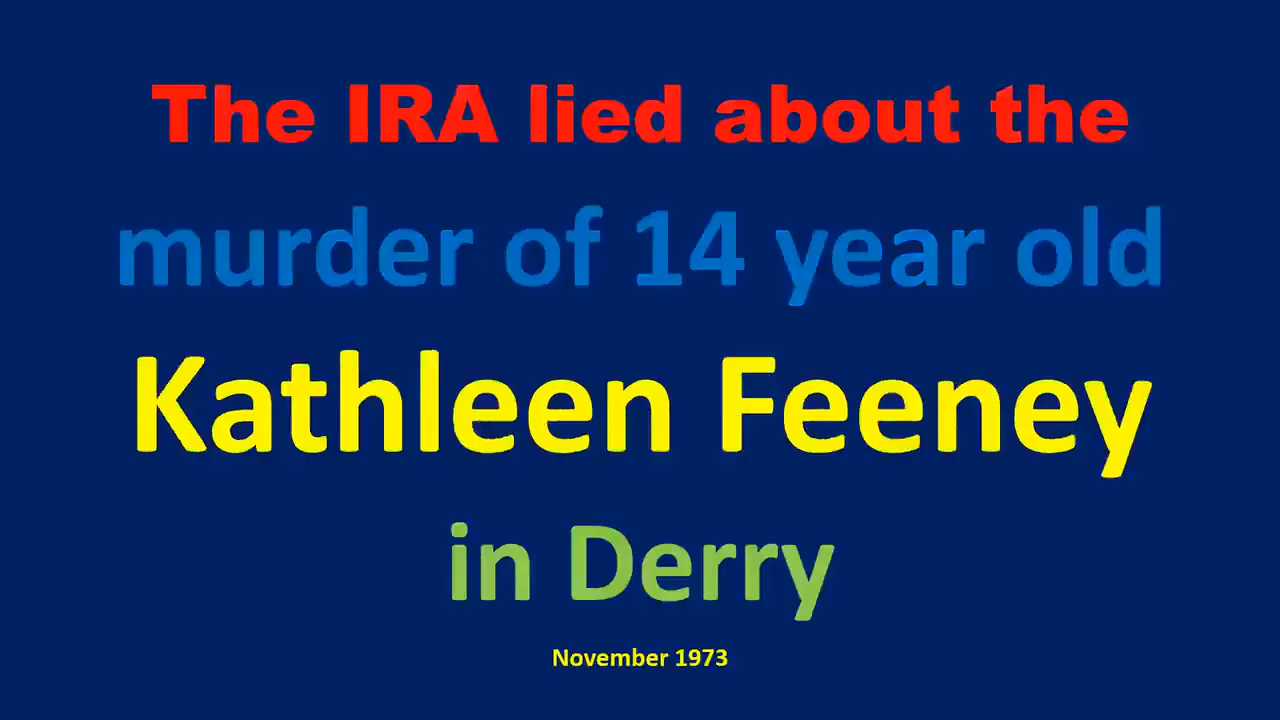 The IRA lied about the
murder of 14 year old
Kathleen Feeney
in Derry
November 1973